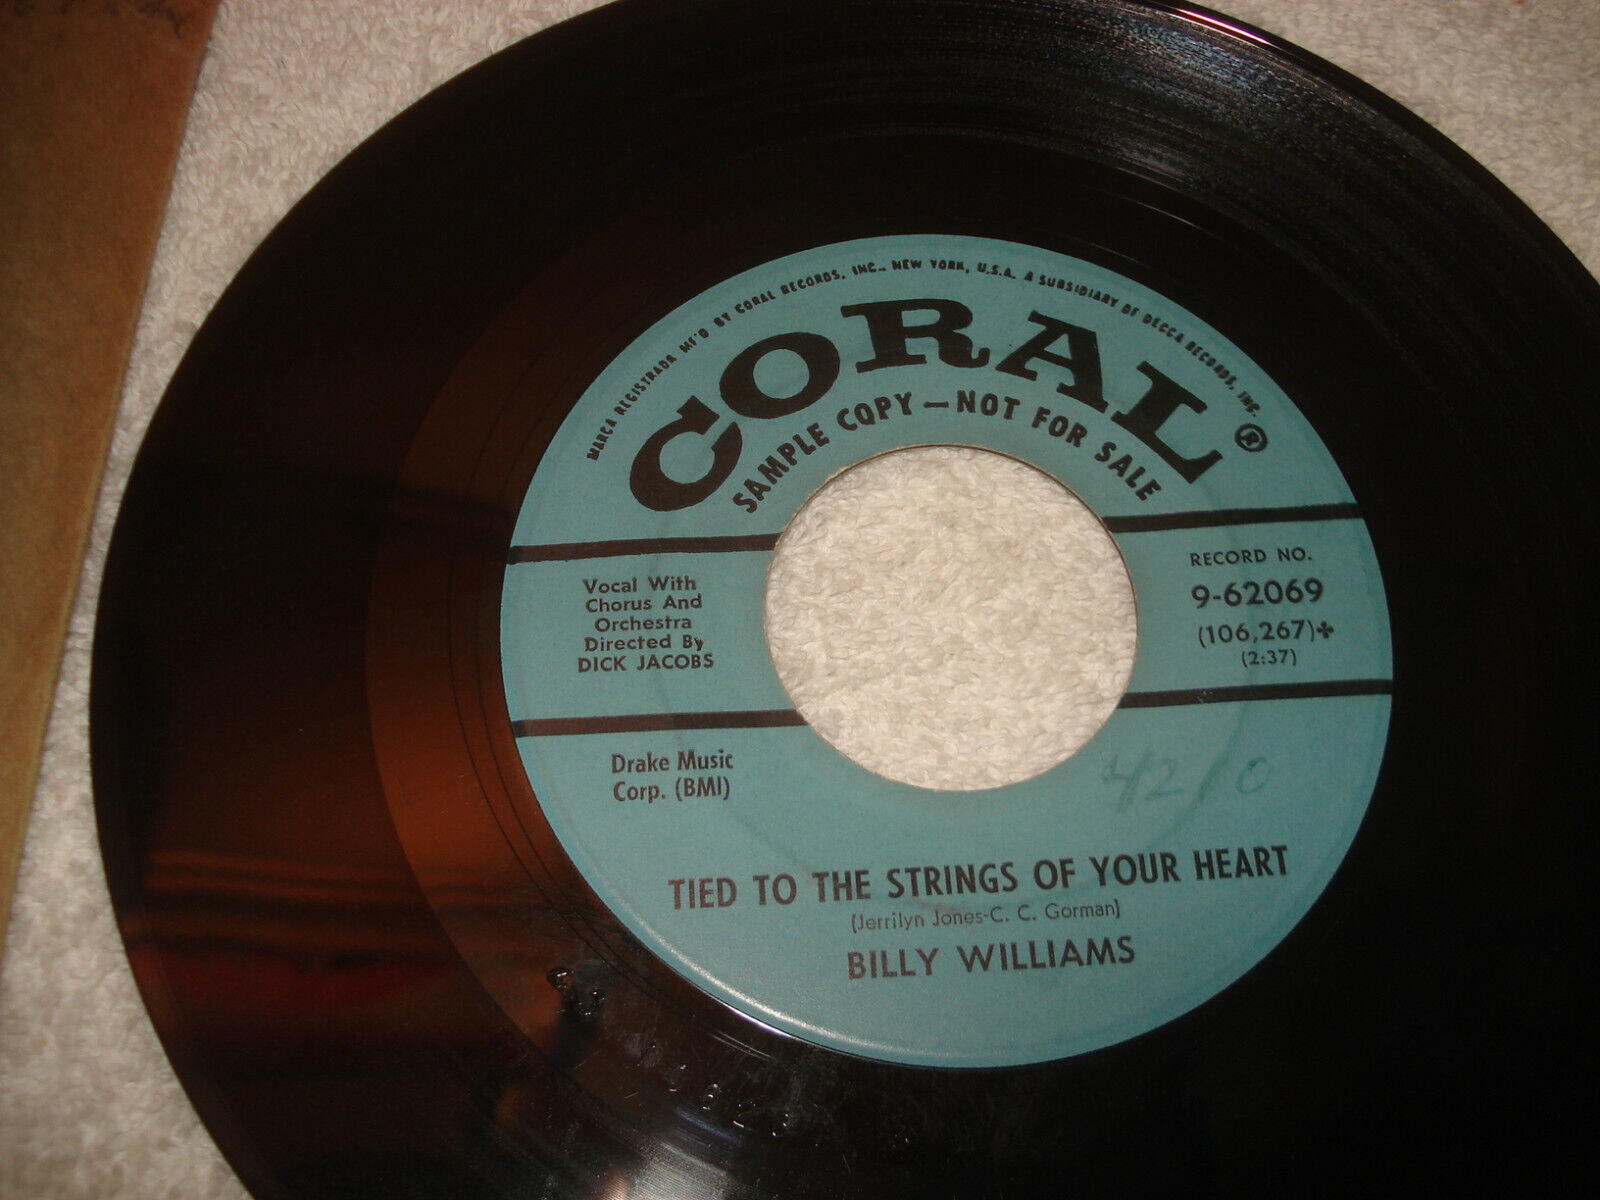 MARCA REGISTRADA MF'D BY CORAL RECORDS, INC., NEW YORK, U.S.A. A SUBSIDIARY OF DECCA RECORDS, INC.
CORAL®
SAMPLE COPY — NOT FOR SALE
Vocal With
Chorus And
Orchestra
Directed By
DICK JACOBS
RECORD NO.
9-62069
(106,267)✤
(2:37)
Drake Music
Corp. (BMI)
4210
TIED TO THE STRINGS OF YOUR HEART
(Jerrilyn Jones-C. C. Gorman)
BILLY WILLIAMS